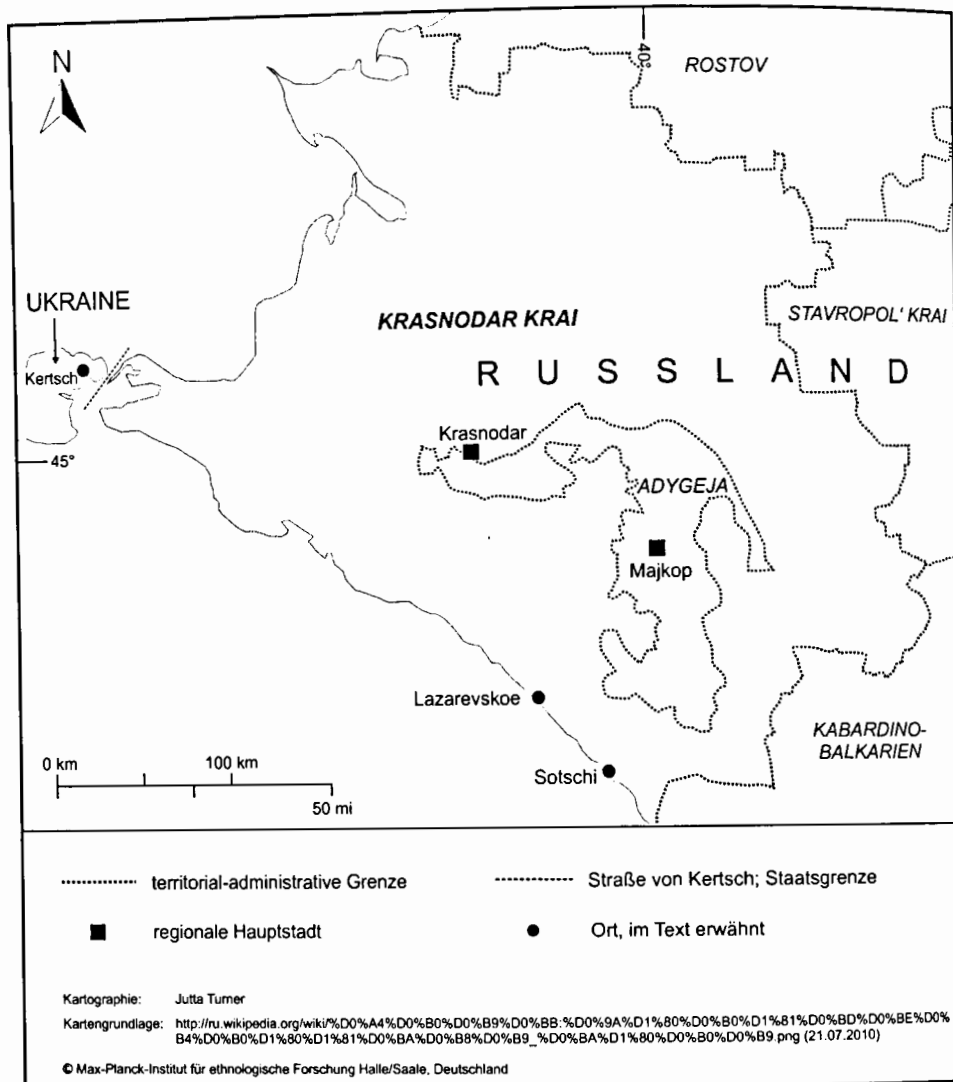 N
40°
ROSTOV
UKRAINE
Kertsch
KRASNODAR KRAI
STAVROPOL' KRAI
R U S S L A N D
Krasnodar
45°
ADYGEJA
Majkop
Lazarevskoe
KABARDINO-
BALKARIEN
0 km 100 km
Sotschi
50 mi
territorial-administrative Grenze
Straße von Kertsch; Staatsgrenze
regionale Hauptstadt
Ort, im Text erwähnt
Kartographie: Jutta Turner
Kartengrundlage: http://ru.wikipedia.org/wiki/%D0%A4%D0%B0%D0%B9%D0%BB:%D0%9A%D1%80%D0%B0%D1%81%D0%BD%D0%BE%D0%
B4%D0%B0%D1%80%D1%81%D0%BA%D0%B8%D0%B9_%D0%BA%D1%80%D0%B0%D0%B9.png (21.07.2010)
© Max-Planck-Institut für ethnologische Forschung Halle/Saale, Deutschland